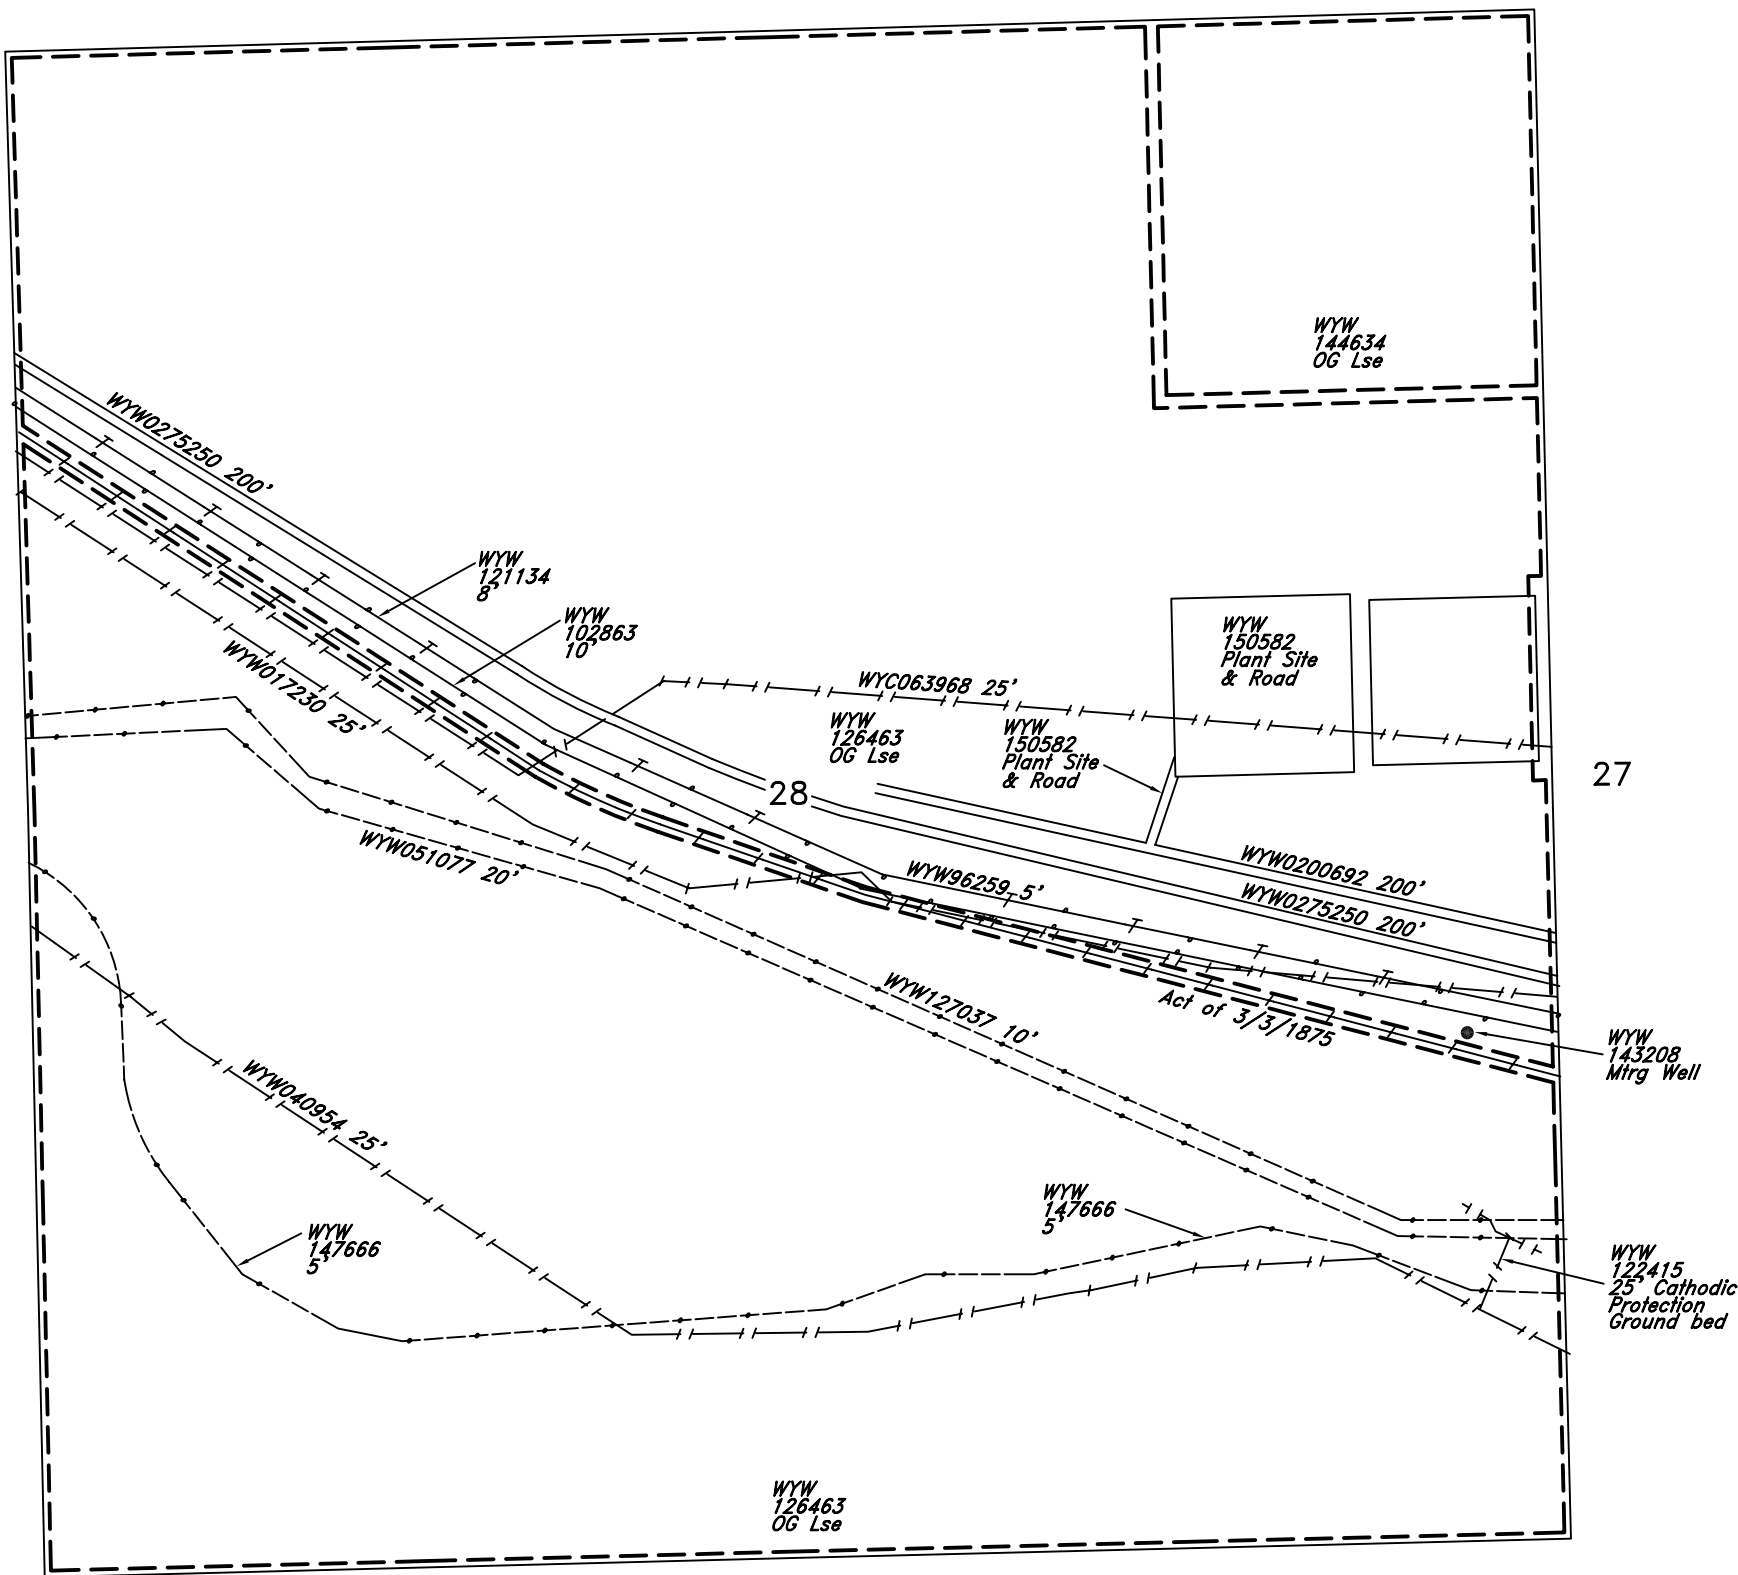 WYW
144634
OG Lse
WYW0275250 200'
WYW
121134
8'
WYW
102863
10'
WYW
150582
Plant Site
& Road
WYW017230 25'
WYC063968 25'
WYW
126463
OG Lse
WYW
150582
Plant Site
& Road
28
27
WYW051077 20'
WYW96259 5'
WYW0200692 200'
WYW0275250 200'
WYW127037 10'
Act of 3/3/1875
WYW
143208
Mtrg Well
WYW040954 25'
WYW
147666
5'
WYW
147666
5'
WYW
122415
25' Cathodic
Protection
Ground bed
WYW
126463
OG Lse